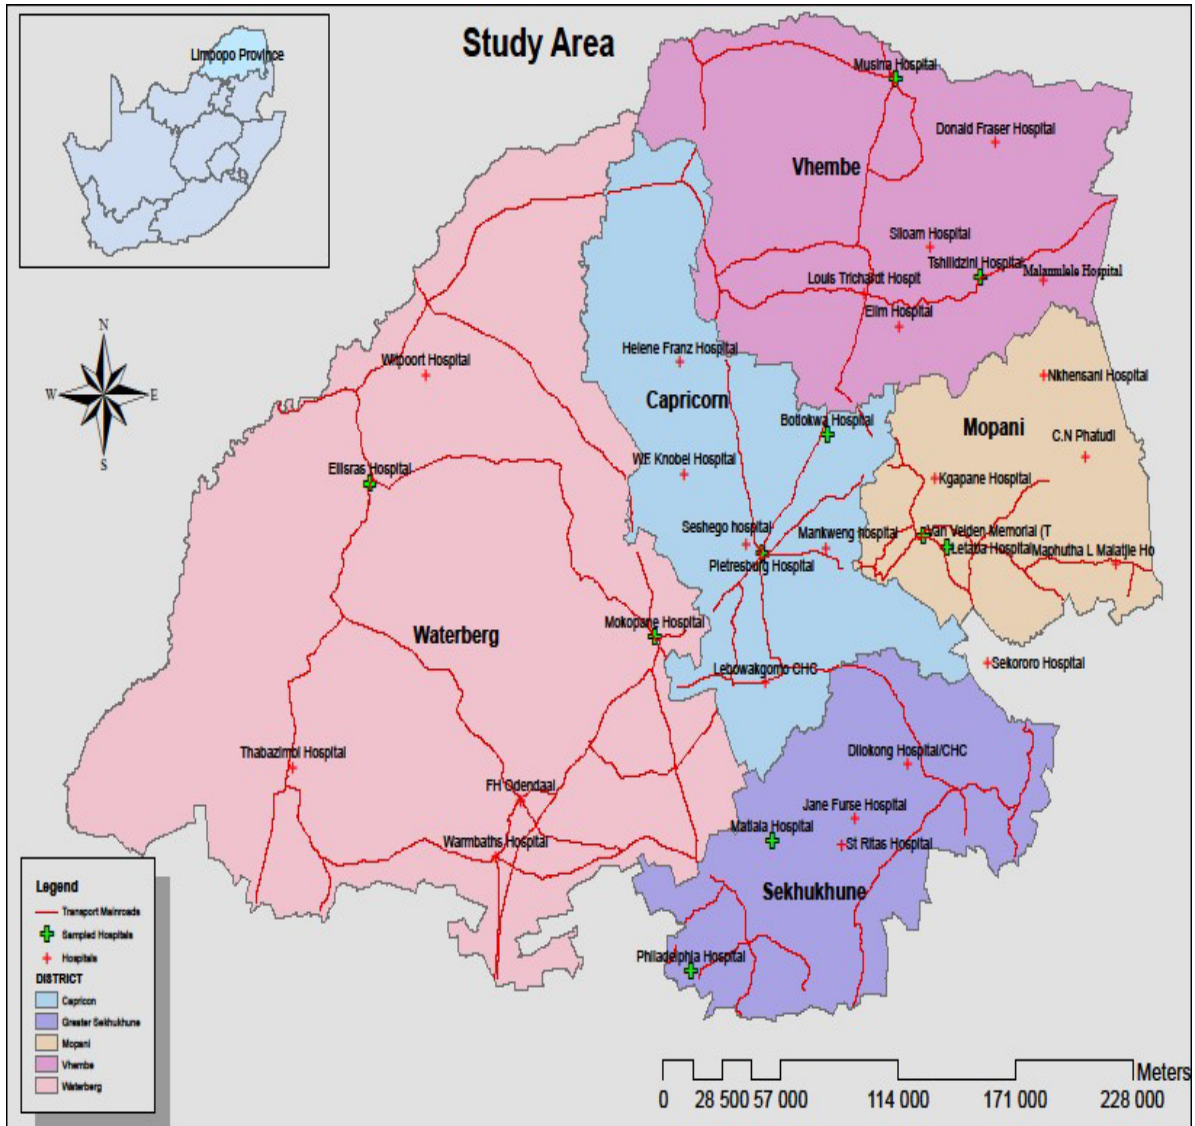 Study Area
Limpopo Province
Musina Hospital
Donald Fraser Hospital
Vhembe
Siloam Hospital
Tshilidzini Hospital
Malamulele Hospital
Louis Trichardt Hospit
Elim Hospital
Helene Franz Hospital
Witpoort Hospital
Nkhensani Hospital
Capricorn
Botlokwa Hospital
Mopani
C.N Phatudi
N
W
E
S
Ellisras Hospital
WF Knobel Hospital
Kgapane Hospital
Seshego hospital
Mankweng hospital
Van Velden Memorial (T
Letaba Hospital
Maphutha L Malatjie Ho
Pietresburg Hospital
Mokopane Hospital
Waterberg
Lebowakgomo CHC
Sekororo Hospital
Thabazimbi Hospital
Dilokong Hospital/CHC
FH Odendaal
Jane Furse Hospital
Matlala Hospital
St Ritas Hospital
Warmbaths Hospital
Sekhukhune
Philadelphia Hospital
Legend
Transport Mainroads
Sampled Hospitals
Hospitals
DISTRICT
Capricon
Greater Sekhukhune
Mopani
Vhembe
Waterberg
Meters
0 28 500 57 000 114 000 171 000 228 000